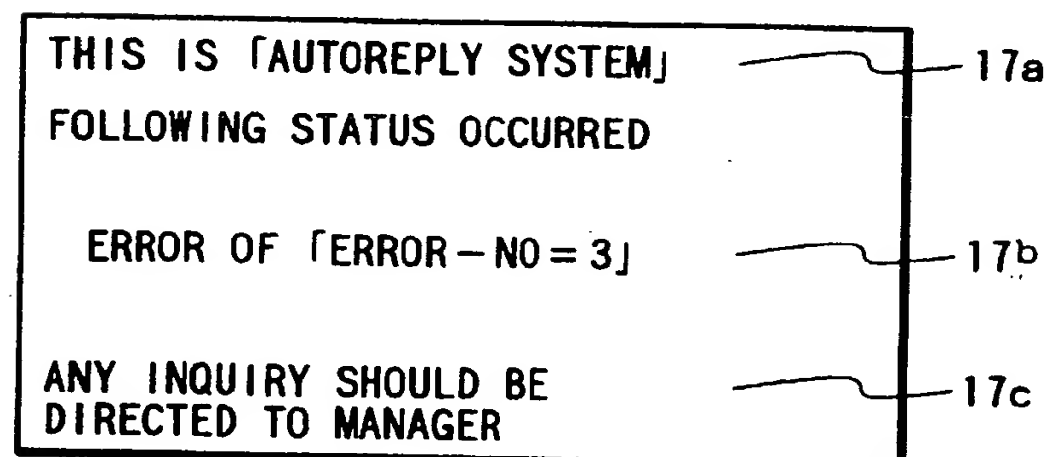 THIS IS 「AUTOREPLY SYSTEM」 17a
FOLLOWING STATUS OCCURRED
ERROR OF 「ERROR-NO=3」 17b
ANY INQUIRY SHOULD BE 17c
DIRECTED TO MANAGER